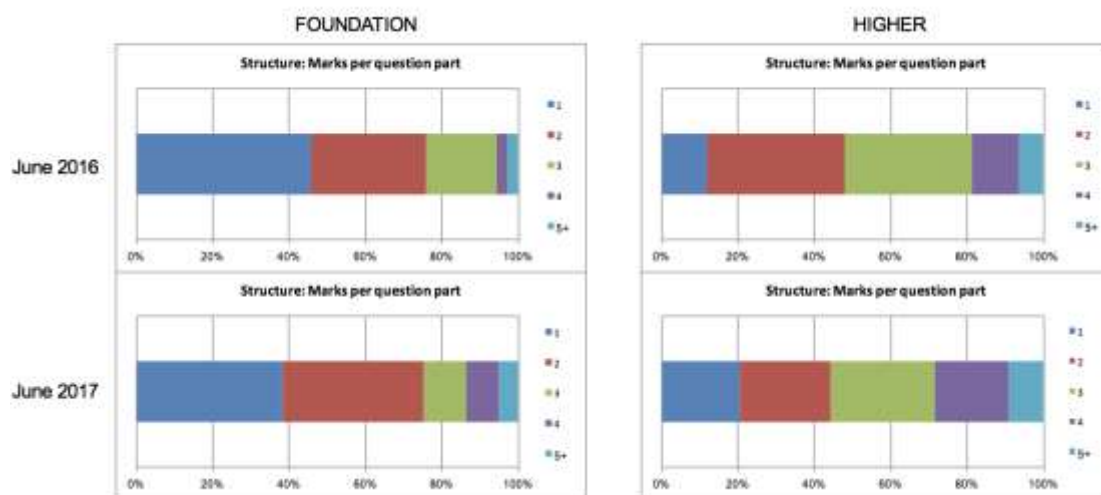 FOUNDATION HIGHER
Structure: Marks per question part Structure: Marks per question part
1 1
2 2
June 2016
3 3
4 4
5+ 5+
0% 20% 40% 60% 80% 100% 0% 20% 40% 60% 80% 100%
Structure: Marks per question part Structure: Marks per question part
1 1
2 2
June 2017
3 3
4 4
5+ 5+
0% 20% 40% 60% 80% 100% 0% 20% 40% 60% 80% 100%